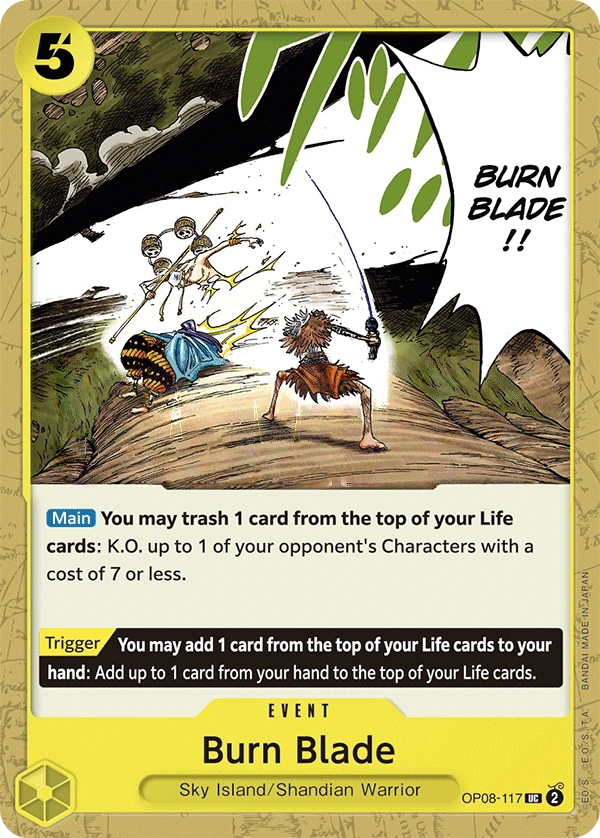 DLICHES EISMEER
5
BURN
BLADE
!!
Main You may trash 1 card from the top of your Life
cards: K.O. up to 1 of your opponent's Characters with a
cost of 7 or less.
Trigger You may add 1 card from the top of your Life cards to your
hand: Add up to 1 card from your hand to the top of your Life cards.
EVENT
Burn Blade
Sky Island/Shandian Warrior
OP08-117 UC 2
©E.O./S. ©E.O./S.,T.A. BANDAI MADE IN JAPAN